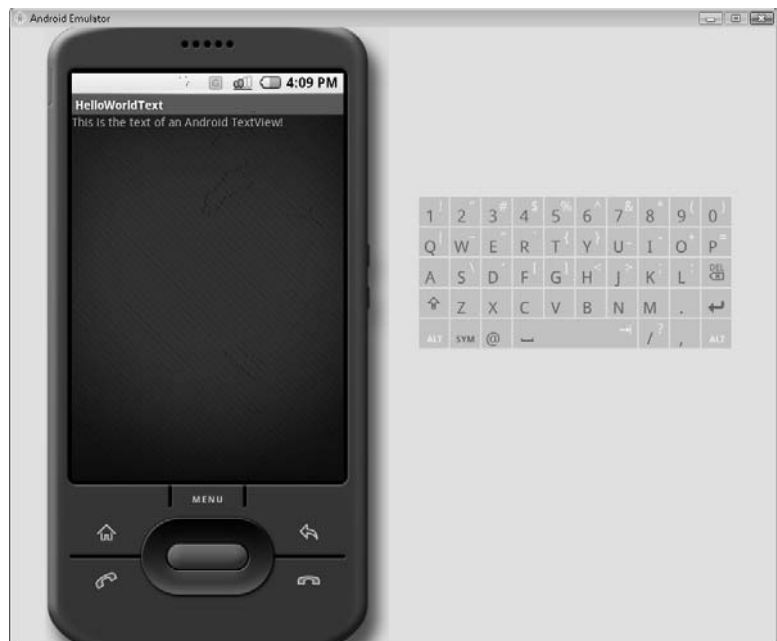 Android Emulator
4:09 PM
HelloWorldText
This is the text of an Android TextView!
MENU
1 ! 2 " 3 # 4 $ 5 % 6 ^ 7 & 8 * 9 ( 0 )
Q | W E R T { Y } U _ I - O + P =
A S \ D F [ G ] H < J > K ; L : DEL
Z X C V B N M .
ALT SYM @ / ? , ALT